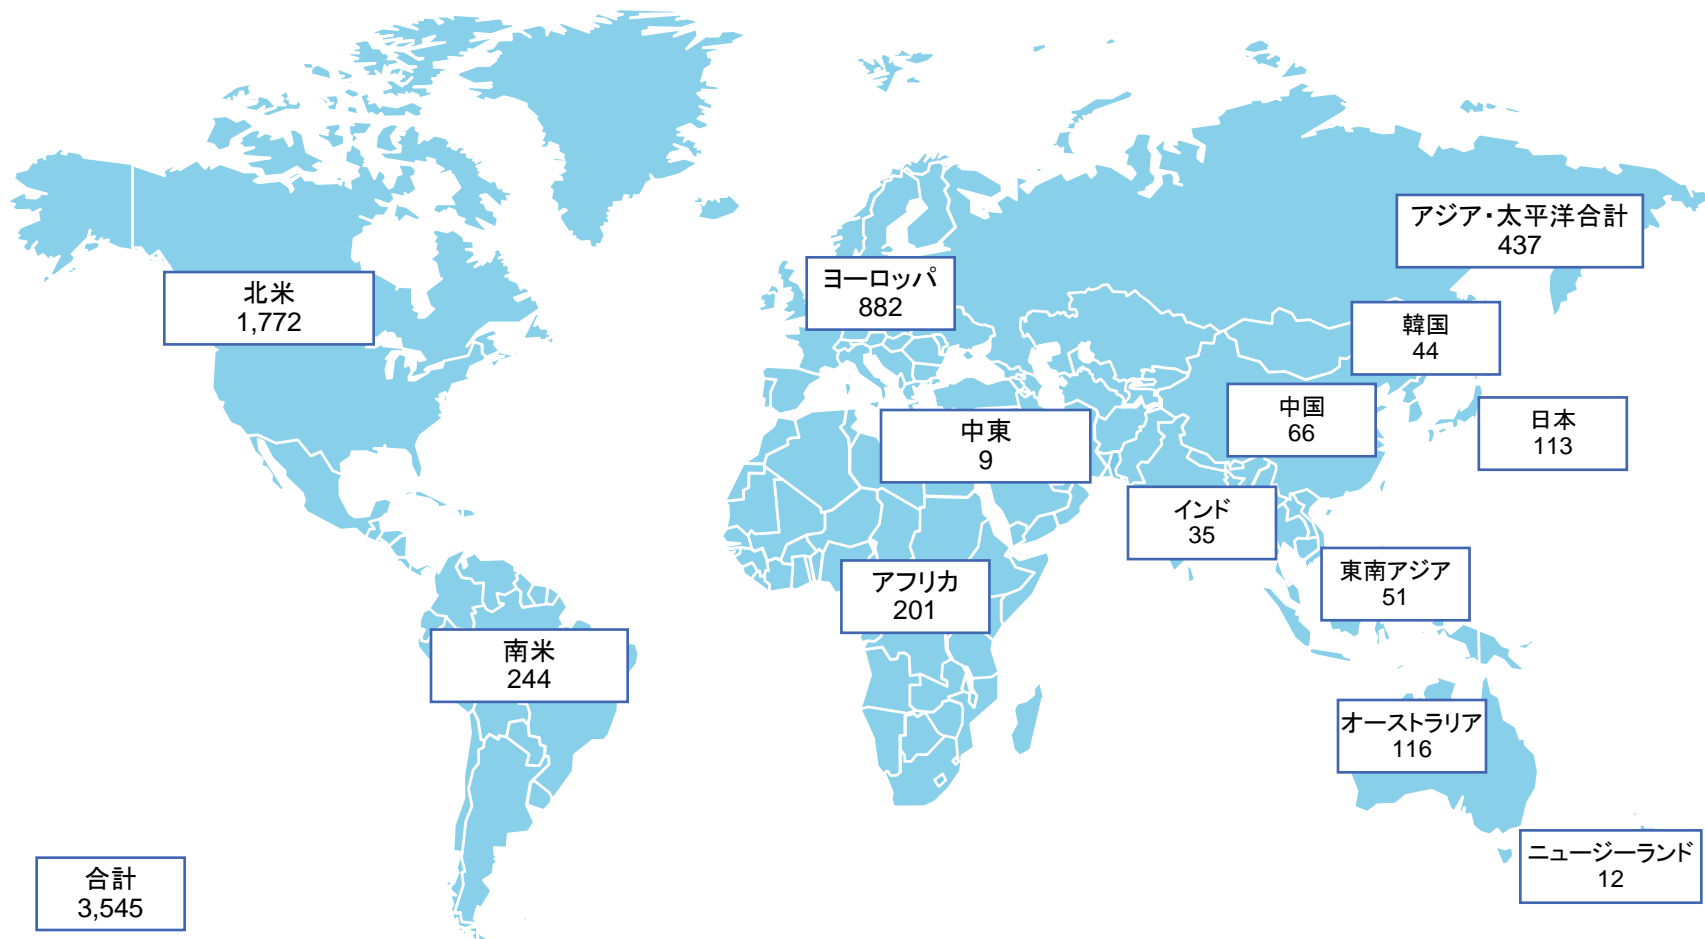 アジア・太平洋合計
437
ヨーロッパ
882
北米
1,772
韓国
44
中国
66
日本
113
中東
9
インド
35
東南アジア
51
アフリカ
201
南米
244
オーストラリア
116
ニュージーランド
12
合計
3,545